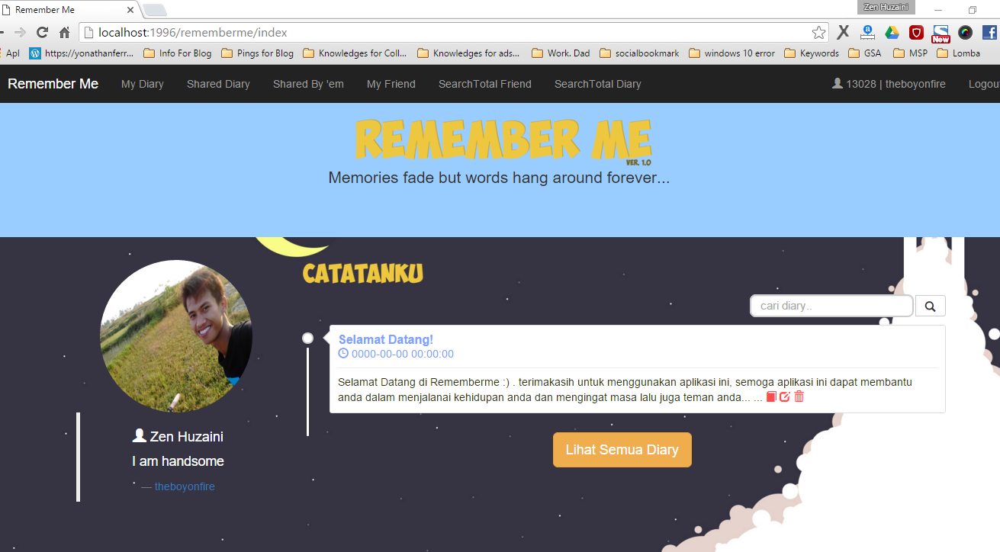 Remember Me
Zen Huzaini
localhost:1996/rememberme/index
Apl https://yonathanferr... Info For Blog Pings for Blog Knowledges for Coll... Knowledges for ads... Work. Dad socialbookmark windows 10 error Keywords GSA MSP Lomba
New
Remember Me My Diary Shared Diary Shared By 'em My Friend SearchTotal Friend SearchTotal Diary 13028 | theboyonfire Logou
REMEMBER ME
VER. 1.0
Memories fade but words hang around forever...
CATATANKU
cari diary..
Selamat Datang!
0000-00-00 00:00:00
Selamat Datang di Rememberme :) . terimakasih untuk menggunakan aplikasi ini, semoga aplikasi ini dapat membantu
anda dalam menjalanai kehidupan anda dan mengingat masa lalu juga teman anda... ...
Lihat Semua Diary
Zen Huzaini
I am handsome
— theboyonfire